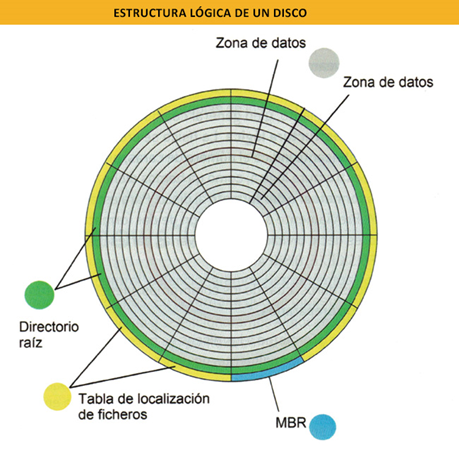 ESTRUCTURA LÓGICA DE UN DISCO
Zona de datos
Zona de datos
Directorio
raíz
Tabla de localización
de ficheros
MBR